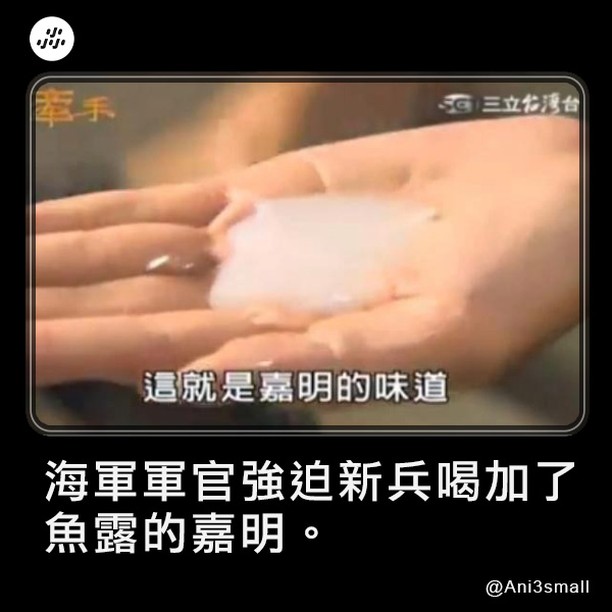 牽手
三立台灣台
這就是嘉明的味道
海軍軍官強迫新兵喝加了
魚露的嘉明。
@Ani3small